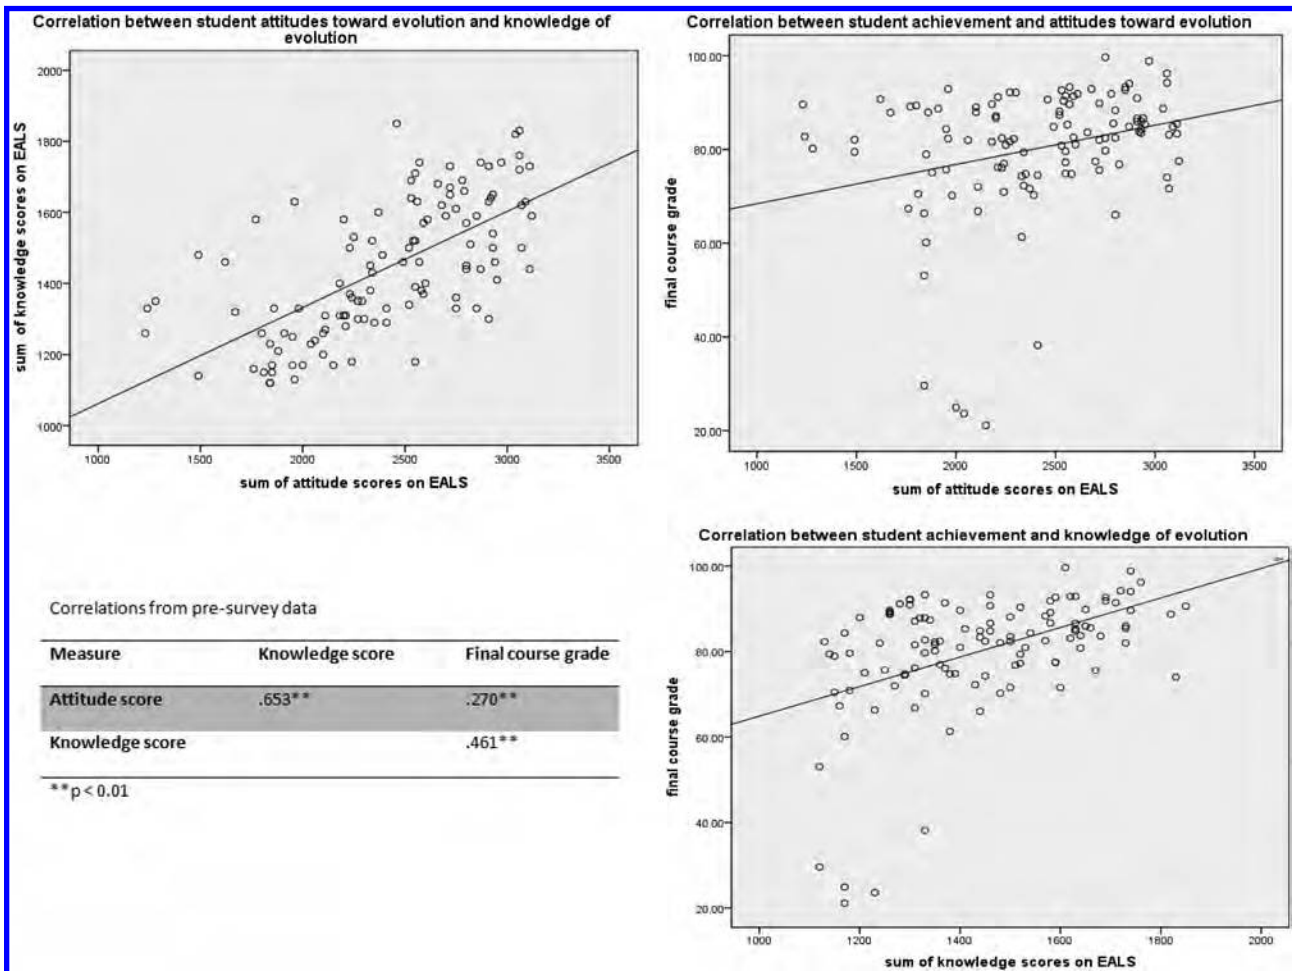 Correlation between student attitudes toward evolution and knowledge of
evolution
sum of knowledge scores on EALS
2000
1800
1600
1400
1200
1000
1000 1500 2000 2500 3000 3500
sum of attitude scores on EALS
Correlation between student achievement and attitudes toward evolution
final course grade
100.00
80.00
60.00
40.00
20.00
1000 1500 2000 2500 3000 3500
sum of attitude scores on EALS
Correlations from pre-survey data
Measure Knowledge score Final course grade
Attitude score .653** .270**
Knowledge score .461**
**p < 0.01
Correlation between student achievement and knowledge of evolution
final course grade
100.00
80.00
60.00
40.00
20.00
1000 1200 1400 1600 1800 2000
sum of knowledge scores on EALS